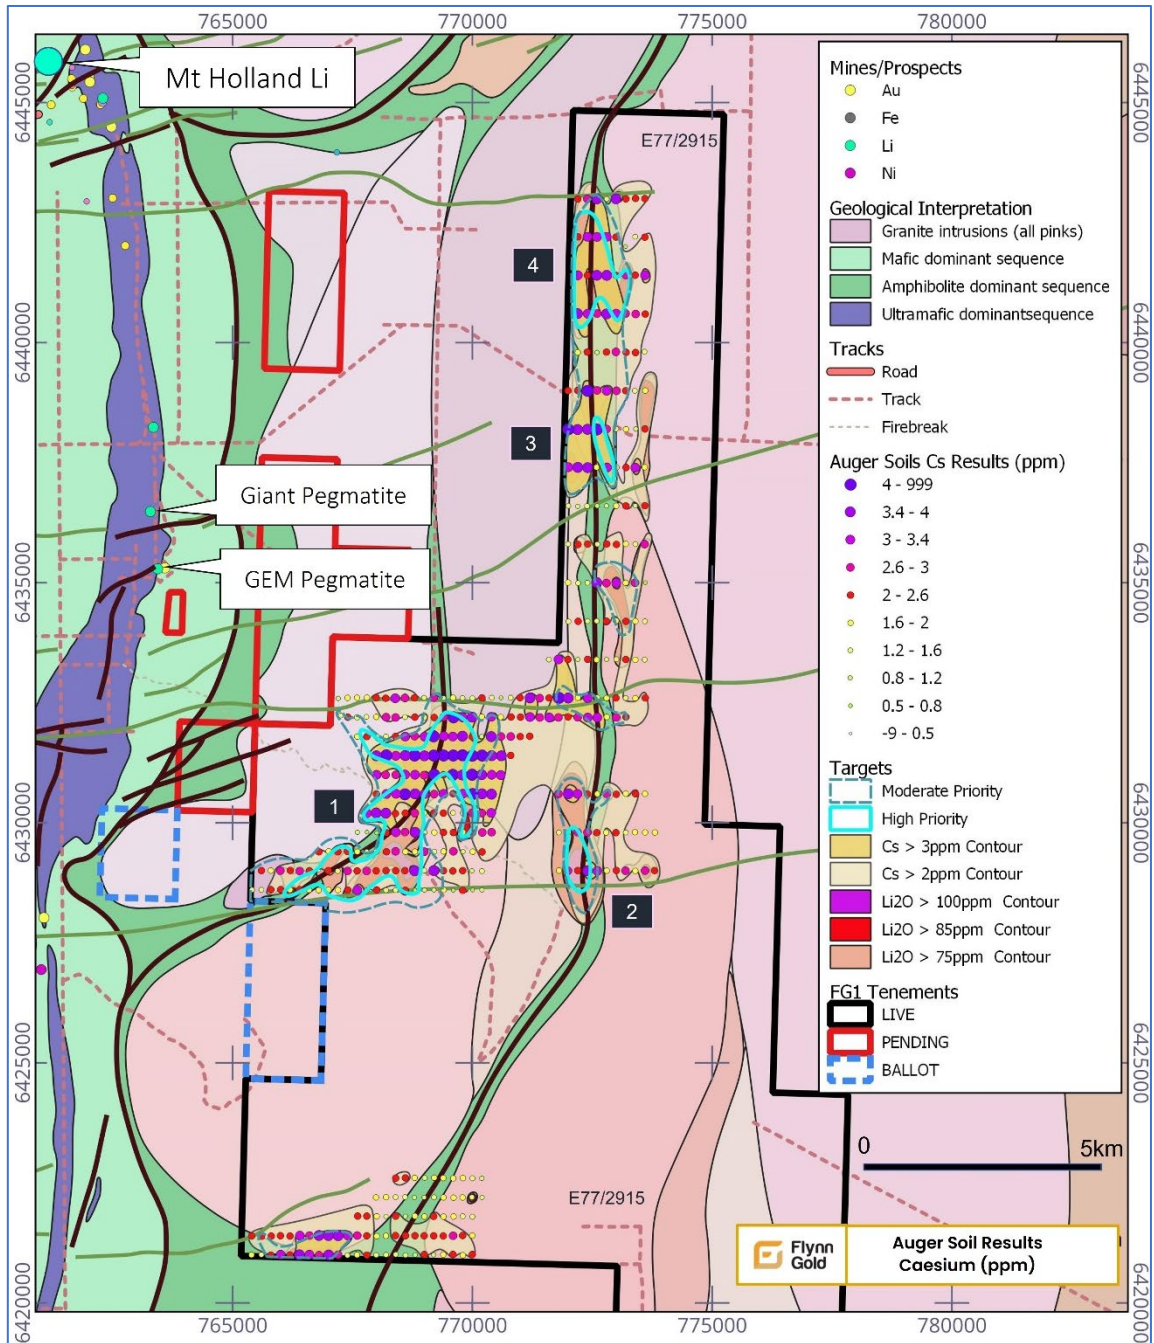 765000 770000 775000 780000
6445000
6440000
6435000
6430000
6425000
6420000
6445000
6440000
6435000
6430000
6425000
6420000
Mt Holland Li
E77/2915
4
3
Giant Pegmatite
GEM Pegmatite
1
2
E77/2915
Mines/Prospects
Au
Fe
Li
Ni
Geological Interpretation
Granite intrusions (all pinks)
Mafic dominant sequence
Amphibolite dominant sequence
Ultramafic dominantsequence
Tracks
Road
Track
Firebreak
Auger Soils Cs Results (ppm)
4 - 999
3.4 - 4
3 - 3.4
2.6 - 3
2 - 2.6
1.6 - 2
1.2 - 1.6
0.8 - 1.2
0.5 - 0.8
-9 - 0.5
Targets
Moderate Priority
High Priority
Cs > 3ppm Contour
Cs > 2ppm Contour
Li2O > 100ppm Contour
Li2O > 85ppm Contour
Li2O > 75ppm Contour
FG1 Tenements
LIVE
PENDING
BALLOT
0 5km
Flynn
Gold
Auger Soil Results
Caesium (ppm)
765000 770000 775000 780000